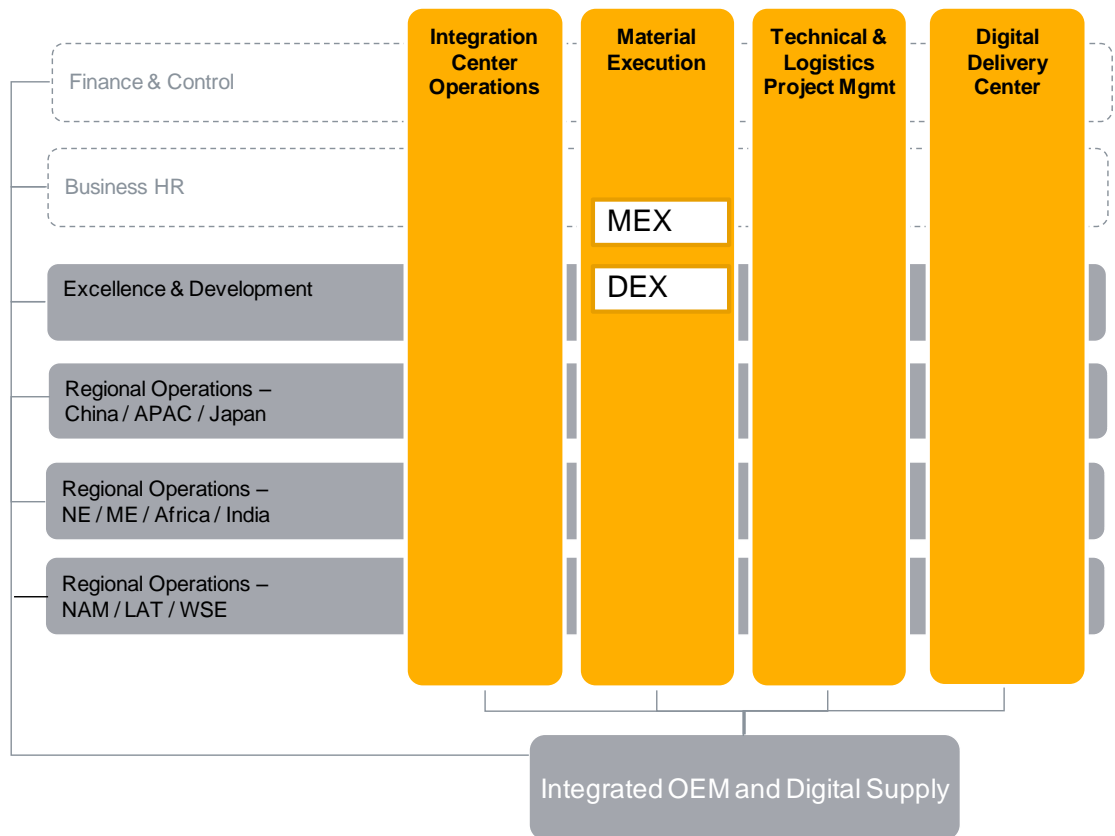 Integration
Center
Operations
Material
Execution
Technical &
Logistics
Project Mgmt
Digital
Delivery
Center
Finance & Control
Business HR
MEX
Excellence & Development
DEX
Regional Operations –
China / APAC / Japan
Regional Operations –
NE / ME / Africa / India
Regional Operations –
NAM / LAT / WSE
Integrated OEM and Digital Supply